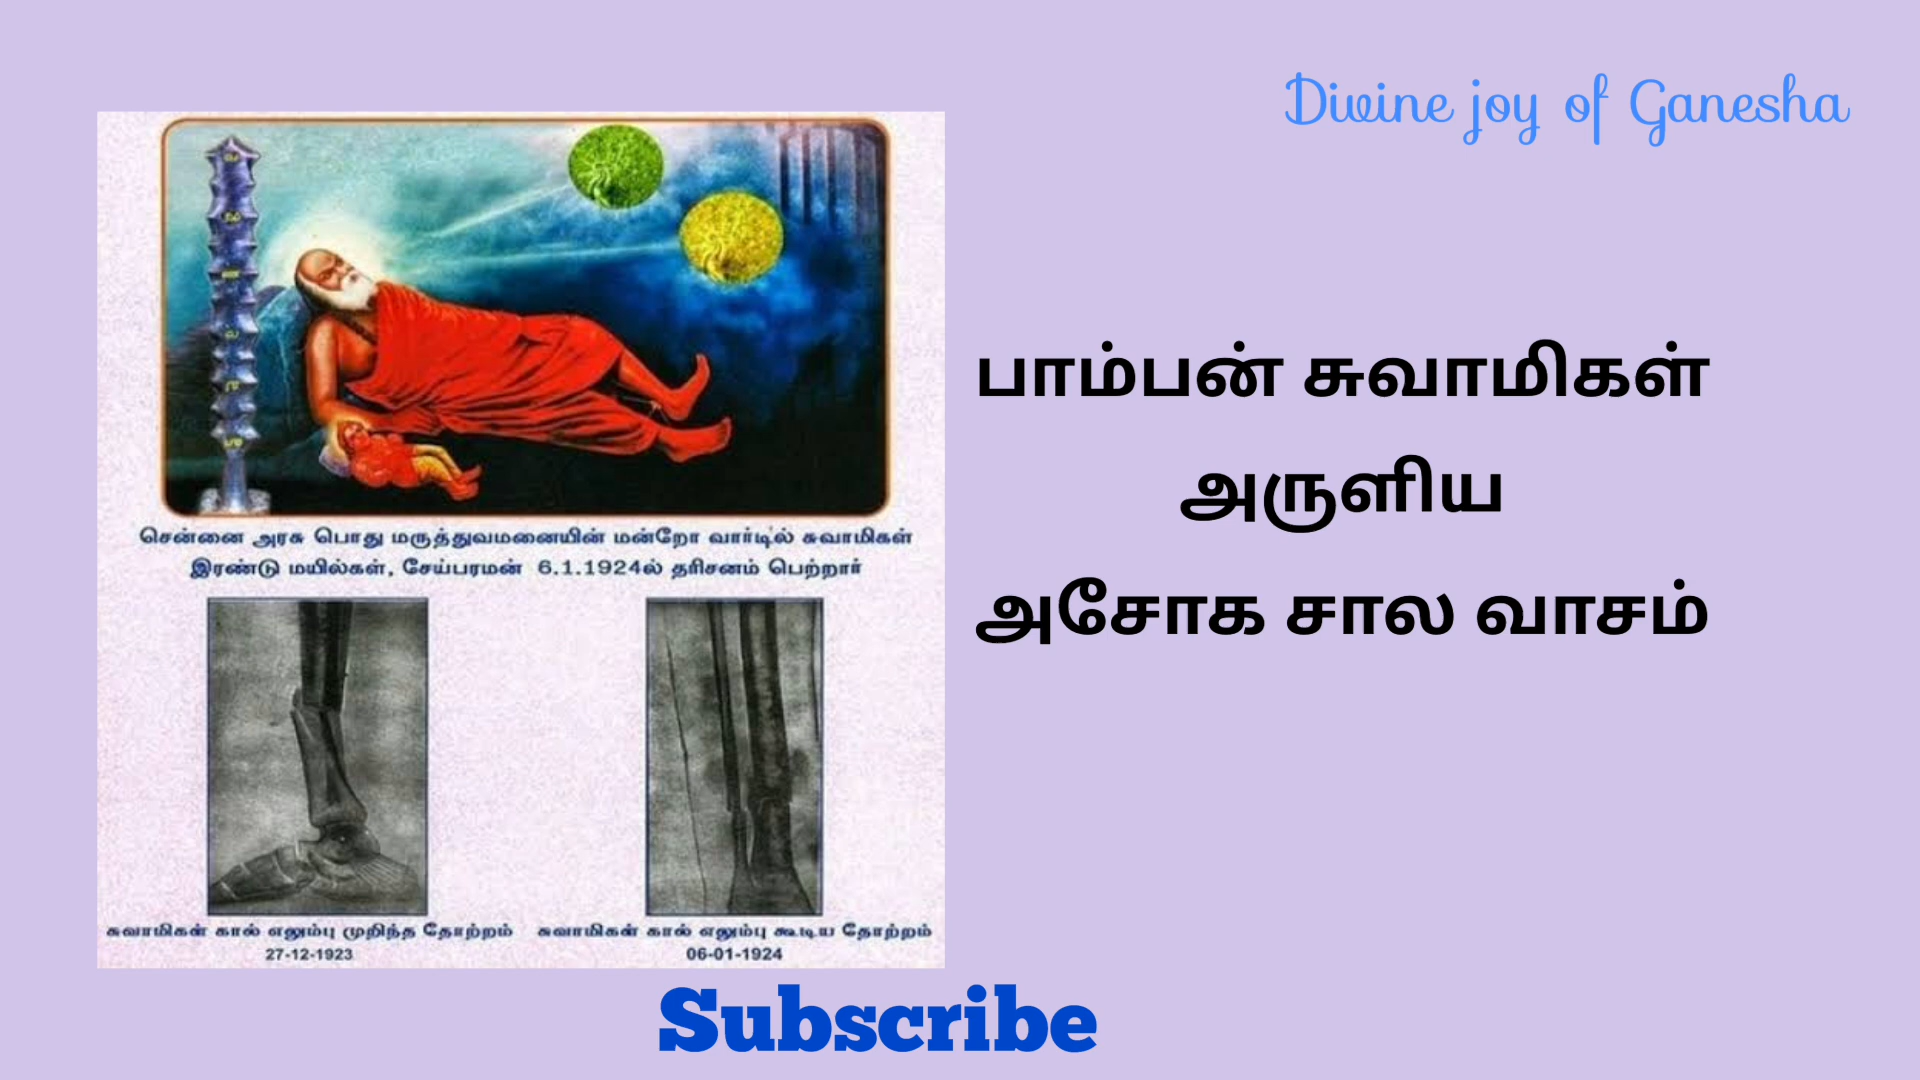 Divine joy of Ganesha
சென்னை அரசு பொது மருத்துவமனையின் மன்றோ வார்டில் சுவாமிகள்
இரண்டு மயில்கள், சேய்பரமன் 6.1.1924ல் தரிசனம் பெற்றார்
சுவாமிகள் கால் எலும்பு முறிந்த தோற்றம்
27-12-1923
சுவாமிகள் கால் எலும்பு கூடிய தோற்றம்
06-01-1924
பாம்பன் சுவாமிகள்
அருளிய
அசோக சால வாசம்
Subscribe